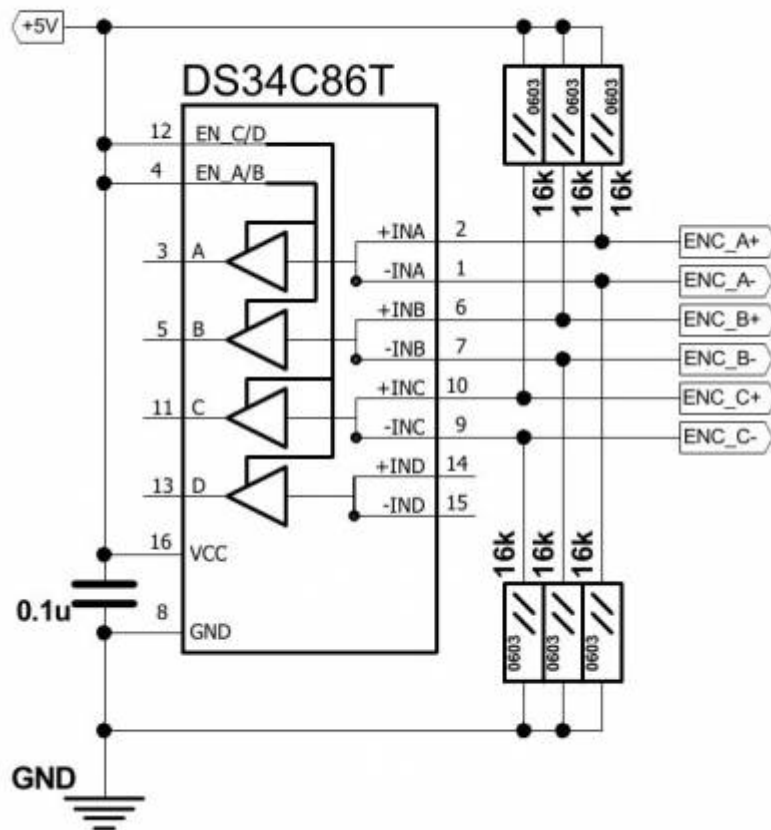 +5V
DS34C86T
0603 0603 0603
16k 16k 16k
12 EN_C/D
4 EN_A/B
3 A
+INA 2 ENC_A+
-INA 1 ENC_A-
5 B
+INB 6 ENC_B+
-INB 7 ENC_B-
11 C
+INC 10 ENC_C+
-INC 9 ENC_C-
13 D
+IND 14
-IND 15
16 VCC
16k 16k 16k
0603 0603 0603
0.1u
8 GND
GND